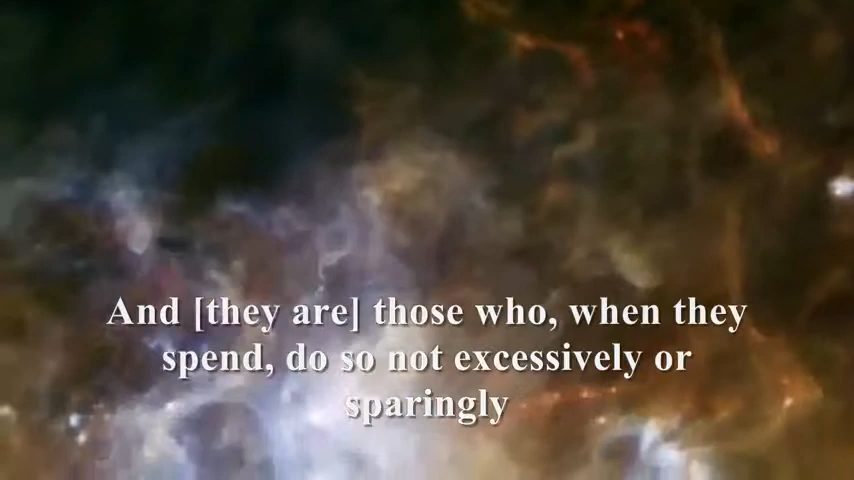 And [they are] those who, when they
spend, do so not excessively or
sparingly